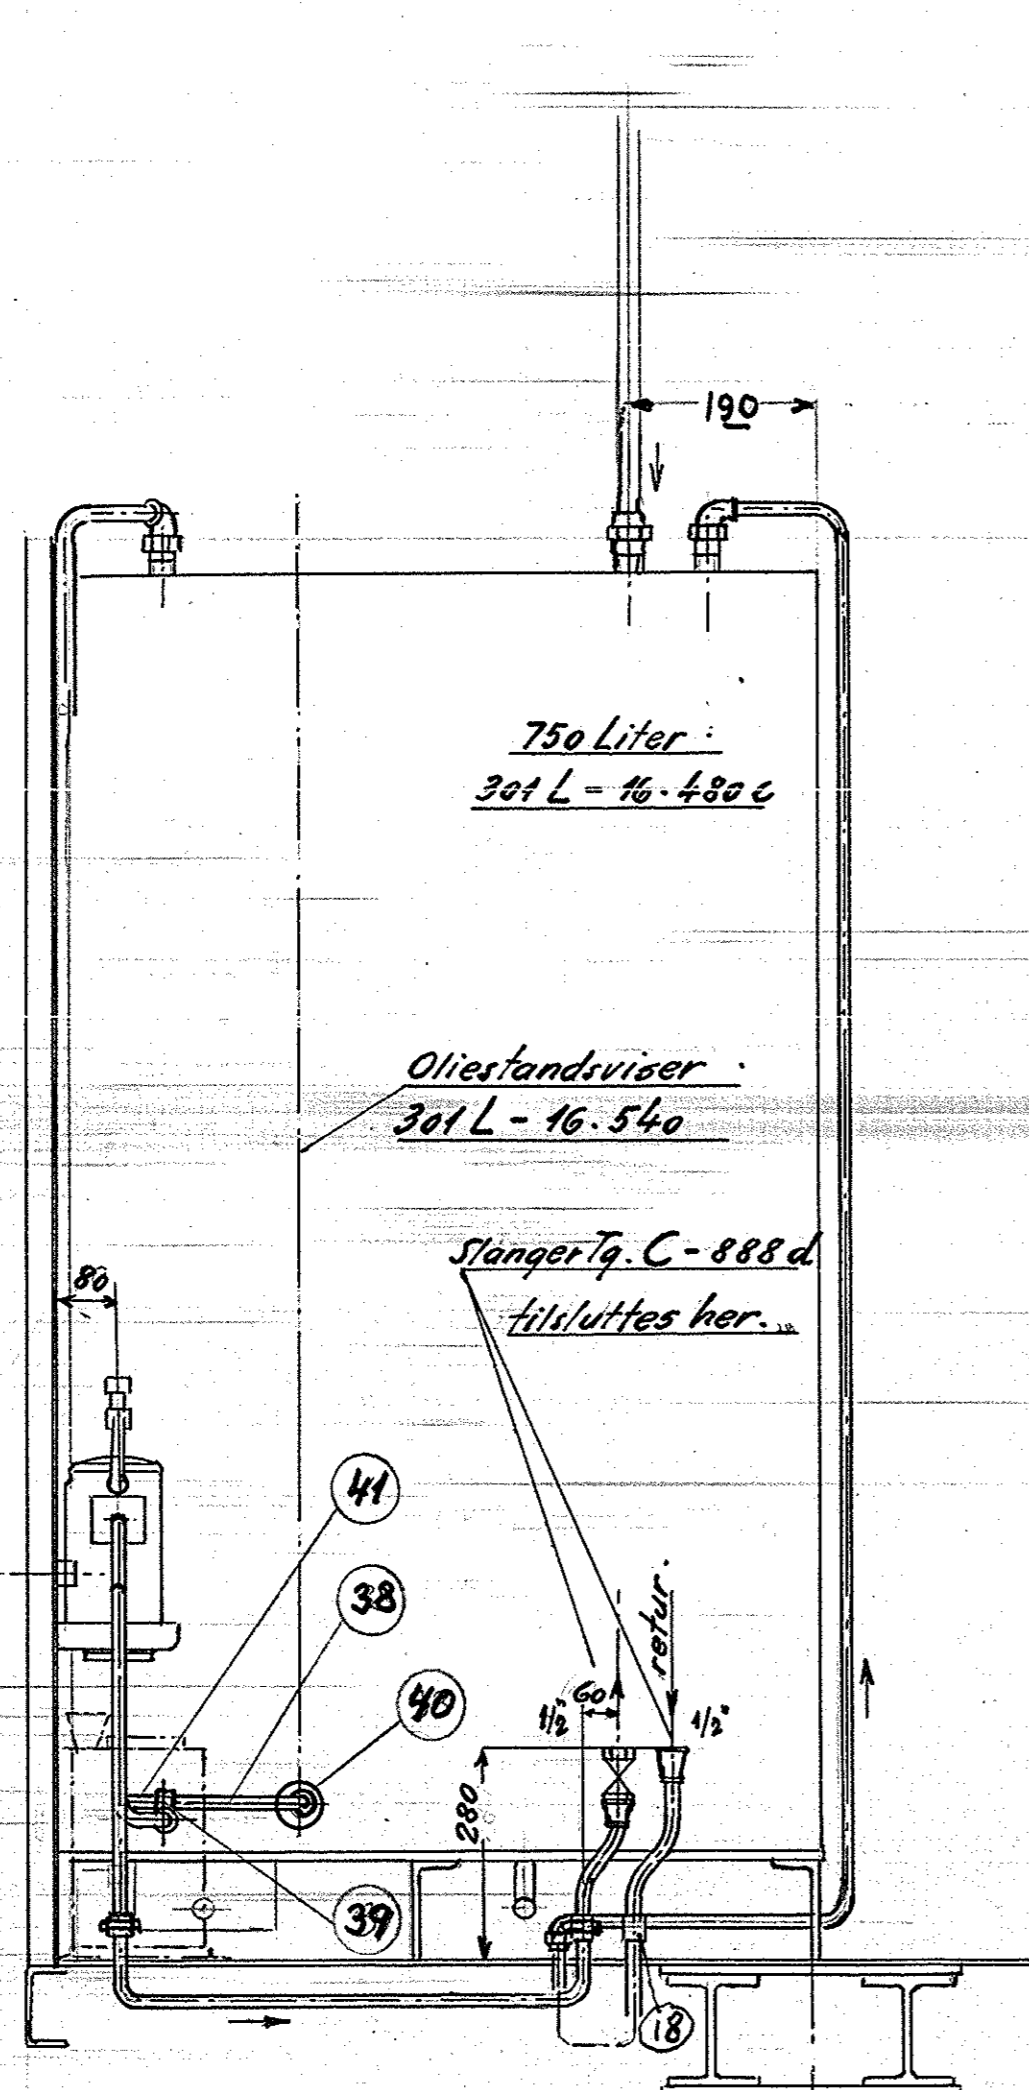 190
750 Liter
301 L - 16.480 c
Oliestandsviser
301 L - 16.540
Slanger Tg. C - 888 d
tilsluttes her.
80
41
38
retur.
40
60
1/2"
1/2"
280
39
18